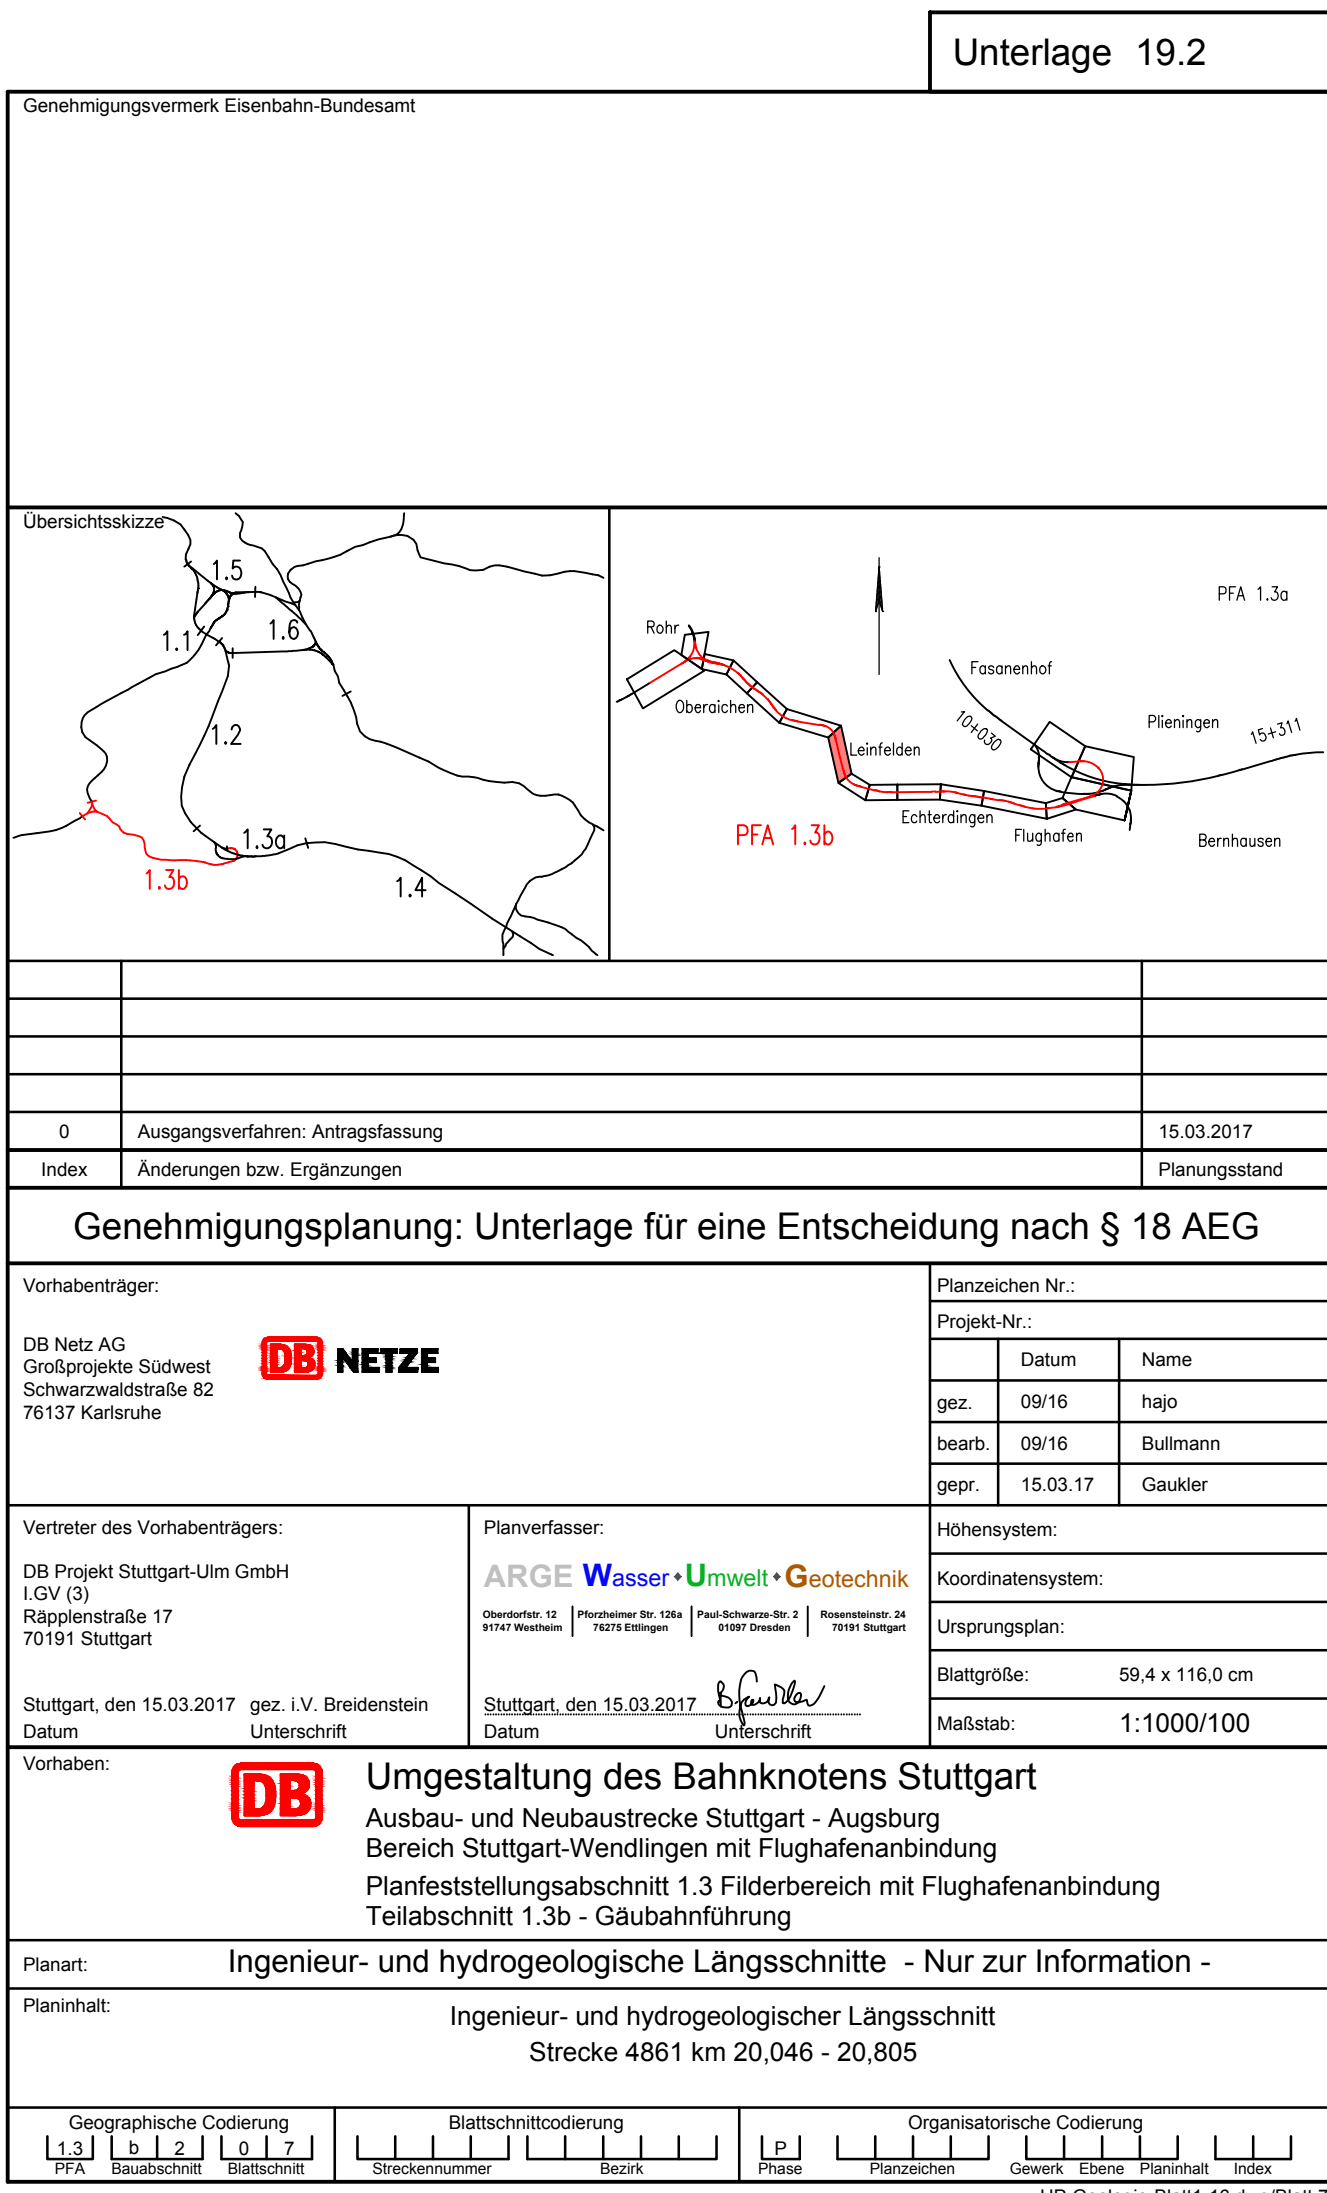 Unterlage 19.2
Genehmigungsvermerk Eisenbahn-Bundesamt
Übersichtsskizze
1.5
1.1
1.6
1.2
1.3a
1.3b
1.4
PFA 1.3a
Rohr
Fasanenhof
Oberaichen
10+030
Plieningen
15+311
Leinfelden
Echterdingen
PFA 1.3b
Flughafen
Bernhausen
0 Ausgangsverfahren: Antragsfassung 15.03.2017
Index Änderungen bzw. Ergänzungen Planungsstand
Genehmigungsplanung: Unterlage für eine Entscheidung nach § 18 AEG
Vorhabenträger:
DB Netz AG
Großprojekte Südwest
Schwarzwaldstraße 82
76137 Karlsruhe
DB NETZE
Planzeichen Nr.:
Projekt-Nr.:
Datum Name
gez. 09/16 hajo
bearb. 09/16 Bullmann
gepr. 15.03.17 Gaukler
Vertreter des Vorhabenträgers:
DB Projekt Stuttgart-Ulm GmbH
I.GV (3)
Räpplenstraße 17
70191 Stuttgart
Stuttgart, den 15.03.2017 gez. i.V. Breidenstein
Datum Unterschrift
Planverfasser:
ARGE Wasser Umwelt Geotechnik
Oberdorfstr. 12 Pforzheimer Str. 126a Paul-Schwarze-Str. 2 Rosensteinstr. 24
91747 Westheim 76275 Ettlingen 01097 Dresden 70191 Stuttgart
Stuttgart, den 15.03.2017 B. Gaukler
Datum Unterschrift
Höhensystem:
Koordinatensystem:
Ursprungsplan:
Blattgröße: 59,4 x 116,0 cm
Maßstab: 1:1000/100
Vorhaben:
DB
Umgestaltung des Bahnknotens Stuttgart
Ausbau- und Neubaustrecke Stuttgart - Augsburg
Bereich Stuttgart-Wendlingen mit Flughafenanbindung
Planfeststellungsabschnitt 1.3 Filderbereich mit Flughafenanbindung
Teilabschnitt 1.3b - Gäubahnführung
Planart: Ingenieur- und hydrogeologische Längsschnitte - Nur zur Information -
Planinhalt:
Ingenieur- und hydrogeologischer Längsschnitt
Strecke 4861 km 20,046 - 20,805
Geographische Codierung Blattschnittcodierung Organisatorische Codierung
1.3 b 2 0 7 P
PFA Bauabschnitt Blattschnitt Streckennummer Bezirk Phase Planzeichen Gewerk Ebene Planinhalt Index